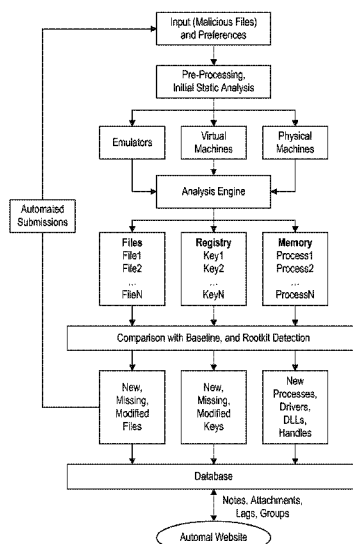 Input (Malicious Files)
and Preferences
Pre-Processing,
Initial Static Analysis
Emulators
Virtual
Machines
Physical
Machines
Analysis Engine
Automated
Submissions
Files
File1
File2
...
FileN
Registry
Key1
Key2
...
KeyN
Memory
Process1
Process2
...
ProcessN
Comparison with Baseline, and Rootkit Detection
New,
Missing,
Modified
Files
New,
Missing,
Modified
Keys
New
Processes,
Drivers,
DLLs,
Handles
Database
Notes, Attachments,
Lags, Groups
Automal Website